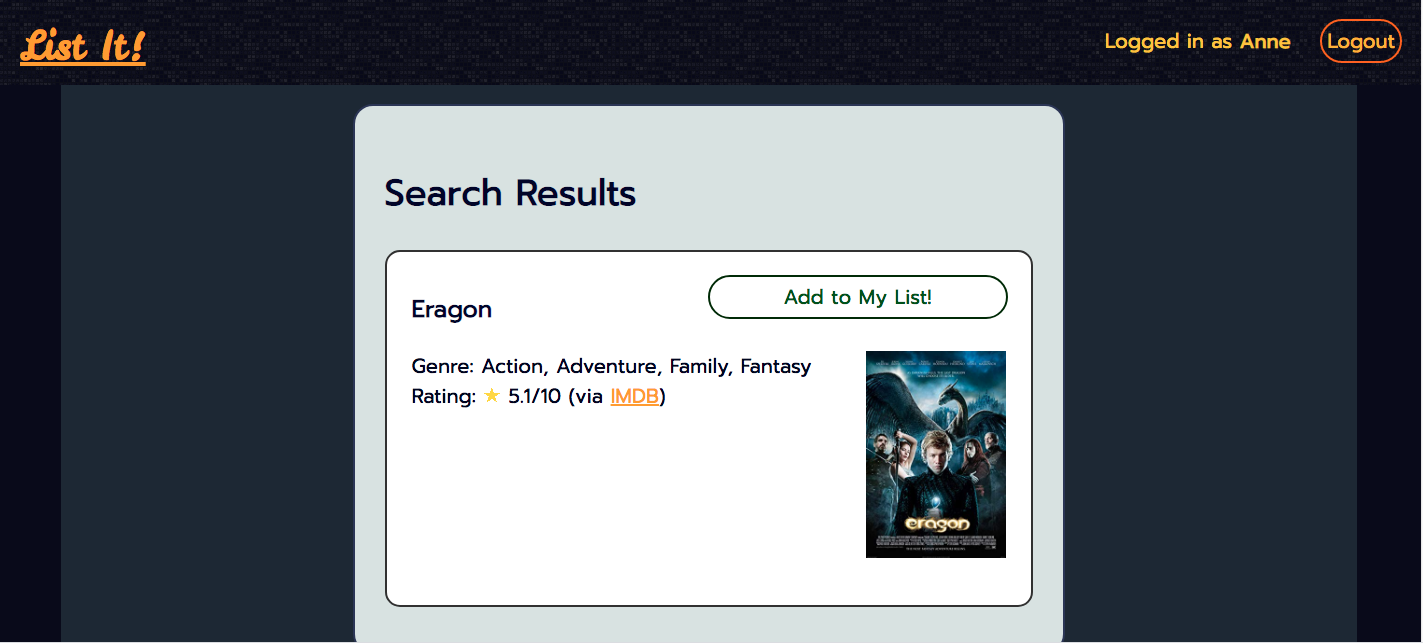 List It!
Logged in as Anne
Logout
Search Results
Eragon
Add to My List!
Genre: Action, Adventure, Family, Fantasy
Rating: ★ 5.1/10 (via IMDB)
eragon